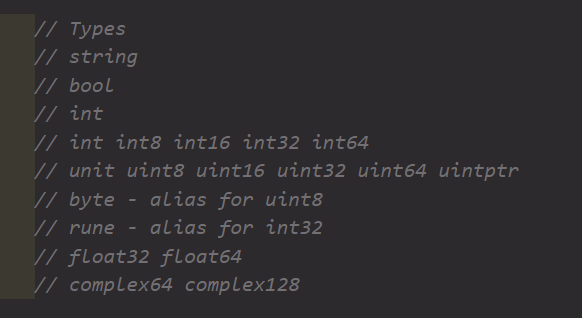 // Types
// string
// bool
// int
// int int8 int16 int32 int64
// unit uint8 uint16 uint32 uint64 uintptr
// byte - alias for uint8
// rune - alias for int32
// float32 float64
// complex64 complex128